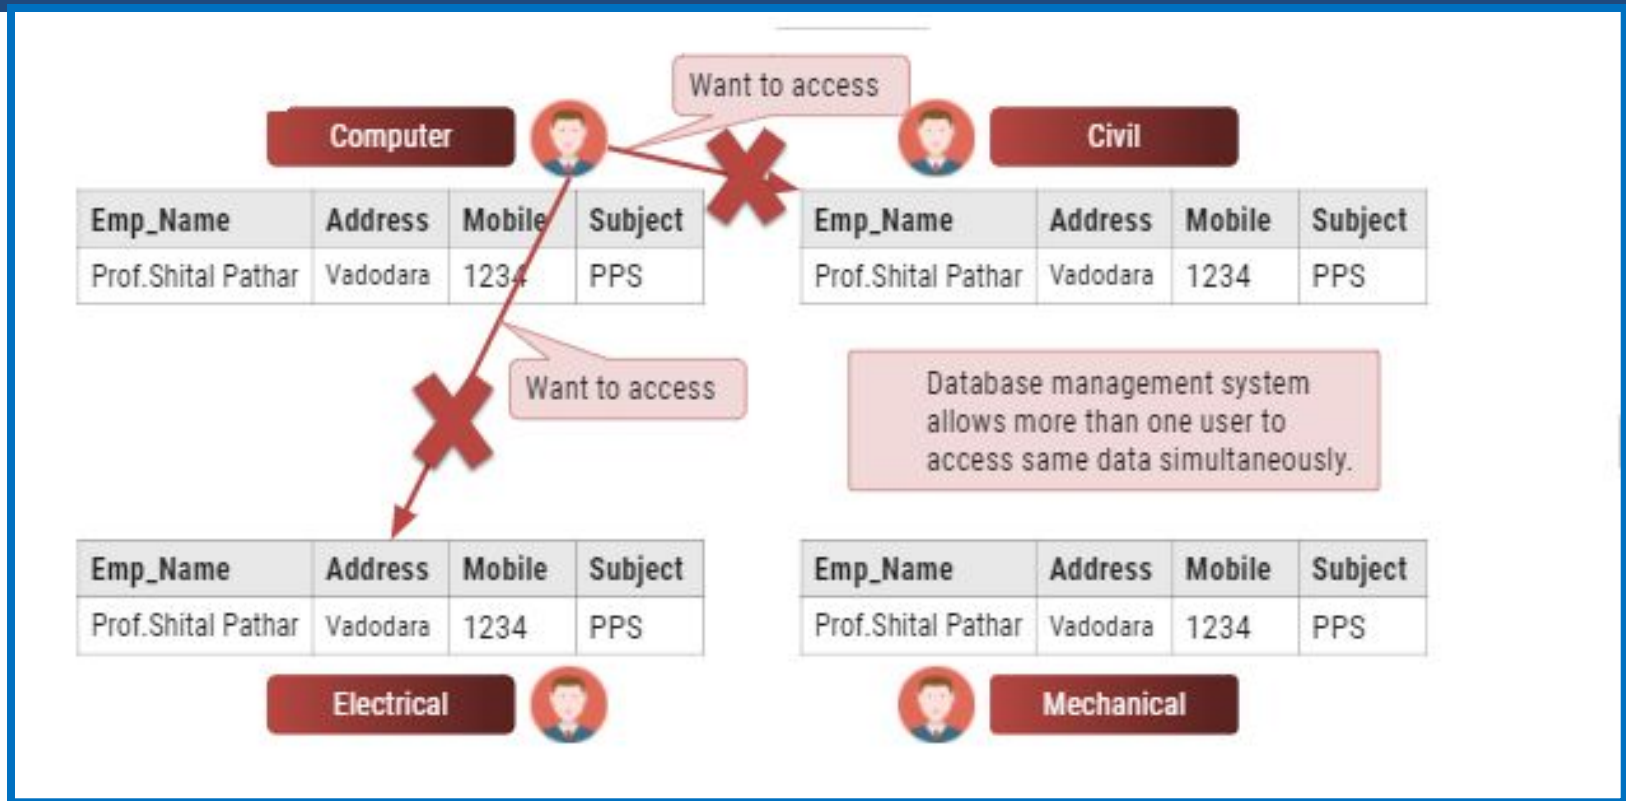 Want to access
Computer
Civil
Emp_Name Address Mobile Subject
Prof.Shital Pathar Vadodara 1234 PPS
Emp_Name Address Mobile Subject
Prof.Shital Pathar Vadodara 1234 PPS
Want to access
Database management system
allows more than one user to
access same data simultaneously.
Emp_Name Address Mobile Subject
Prof.Shital Pathar Vadodara 1234 PPS
Emp_Name Address Mobile Subject
Prof.Shital Pathar Vadodara 1234 PPS
Electrical
Mechanical